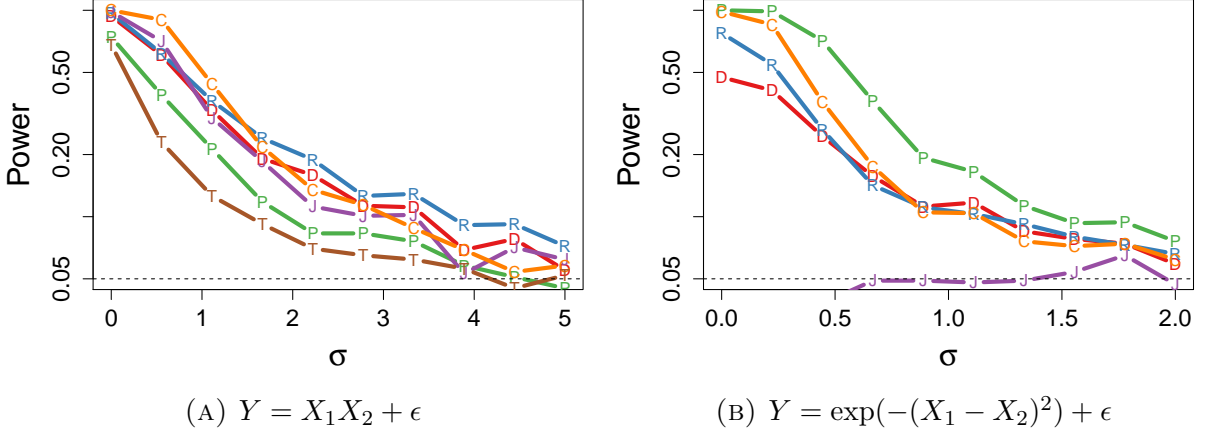 Power
0.50
0.20
0.05
0
1
2
3
4
5
σ
C
D
R
J
P
T
(A) Y = X₁X₂ + ϵ
Power
0.50
0.20
0.05
0.0
0.5
1.0
1.5
2.0
σ
P
C
R
D
J
(B) Y = exp(−(X₁ − X₂)²) + ϵ